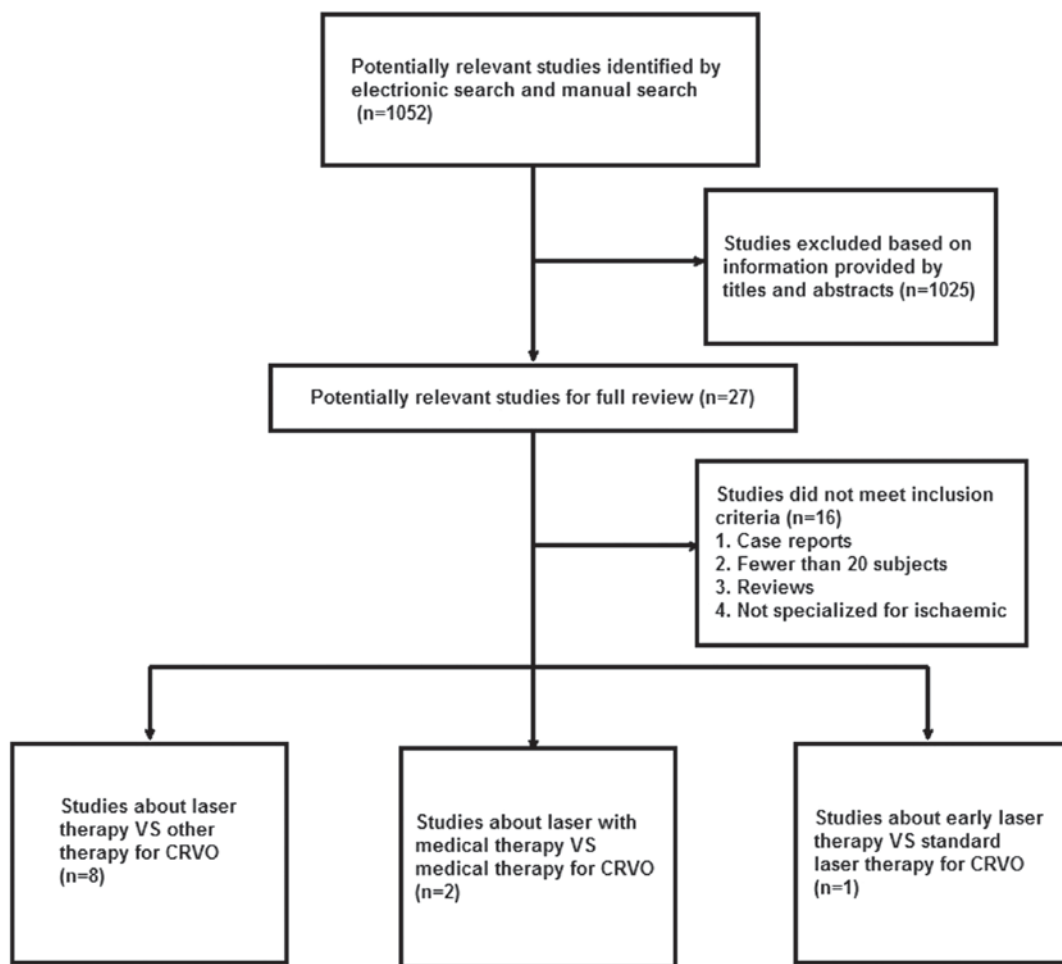 Potentially relevant studies identified by
electrionic search and manual search
(n=1052)
Studies excluded based on
information provided by
titles and abstracts (n=1025)
Potentially relevant studies for full review (n=27)
Studies did not meet inclusion
criteria (n=16)
1. Case reports
2. Fewer than 20 subjects
3. Reviews
4. Not specialized for ischaemic
Studies about laser
therapy VS other
therapy for CRVO
(n=8)
Studies about laser with
medical therapy VS
medical therapy for CRVO
(n=2)
Studies about early laser
therapy VS standard
laser therapy for CRVO
(n=1)